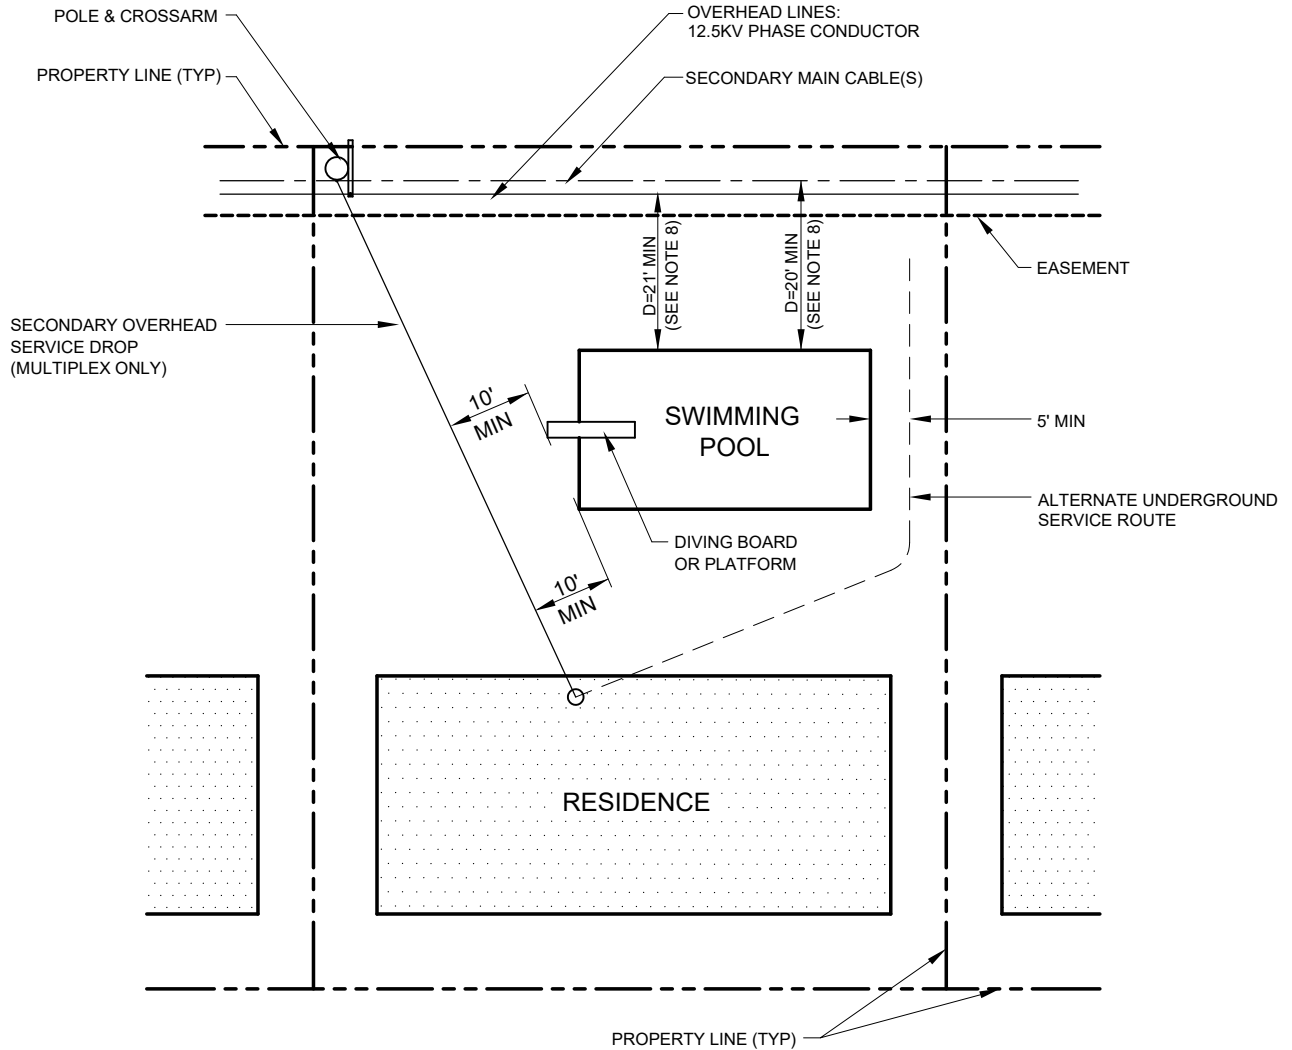 POLE & CROSSARM
OVERHEAD LINES:
12.5KV PHASE CONDUCTOR
PROPERTY LINE (TYP)
SECONDARY MAIN CABLE(S)
D=21' MIN
(SEE NOTE 8)
D=20' MIN
(SEE NOTE 8)
EASEMENT
SECONDARY OVERHEAD
SERVICE DROP
(MULTIPLEX ONLY)
10'
MIN
SWIMMING
POOL
5' MIN
ALTERNATE UNDERGROUND
SERVICE ROUTE
DIVING BOARD
OR PLATFORM
10'
MIN
RESIDENCE
PROPERTY LINE (TYP)